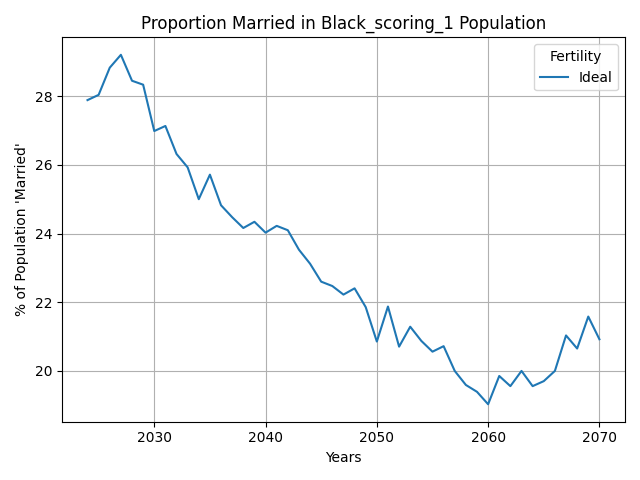 Proportion Married in Black_scoring_1 Population
Fertility
Ideal
28
26
24
22
20
% of Population 'Married'
2030
2040
2050
2060
2070
Years